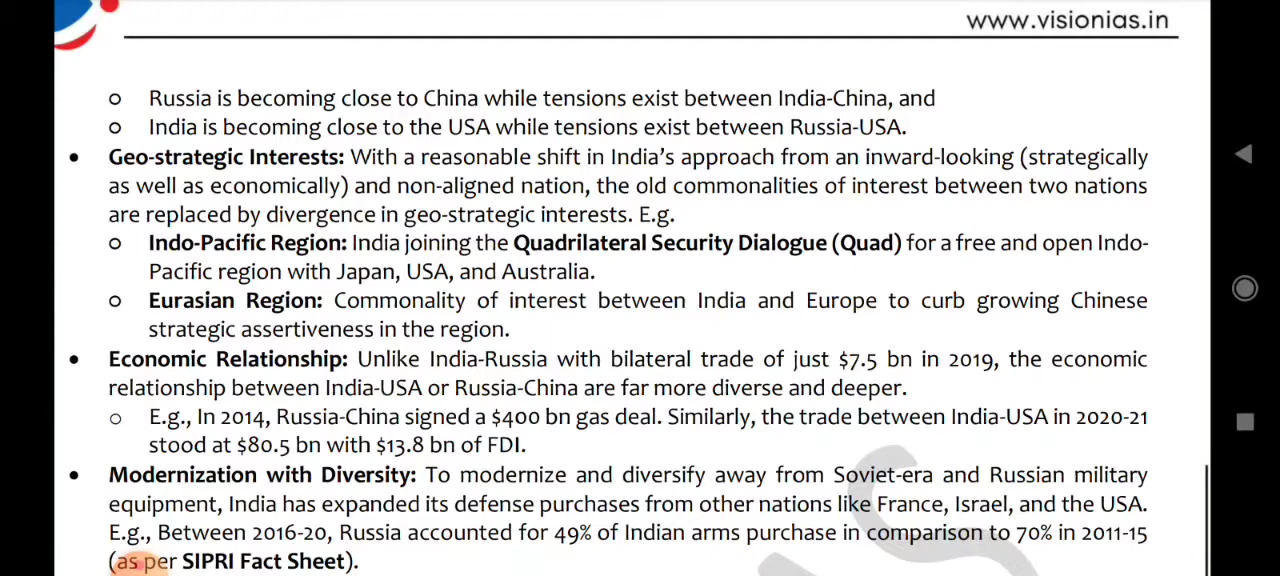 www.visionias.in
o Russia is becoming close to China while tensions exist between India-China, and
o India is becoming close to the USA while tensions exist between Russia-USA.
• Geo-strategic Interests: With a reasonable shift in India's approach from an inward-looking (strategically
as well as economically) and non-aligned nation, the old commonalities of interest between two nations
are replaced by divergence in geo-strategic interests. E.g.
o Indo-Pacific Region: India joining the Quadrilateral Security Dialogue (Quad) for a free and open Indo-
Pacific region with Japan, USA, and Australia.
o Eurasian Region: Commonality of interest between India and Europe to curb growing Chinese
strategic assertiveness in the region.
• Economic Relationship: Unlike India-Russia with bilateral trade of just $7.5 bn in 2019, the economic
relationship between India-USA or Russia-China are far more diverse and deeper.
o E.g., In 2014, Russia-China signed a $400 bn gas deal. Similarly, the trade between India-USA in 2020-21
stood at $80.5 bn with $13.8 bn of FDI.
• Modernization with Diversity: To modernize and diversify away from Soviet-era and Russian military
equipment, India has expanded its defense purchases from other nations like France, Israel, and the USA.
E.g., Between 2016-20, Russia accounted for 49% of Indian arms purchase in comparison to 70% in 2011-15
(as per SIPRI Fact Sheet).